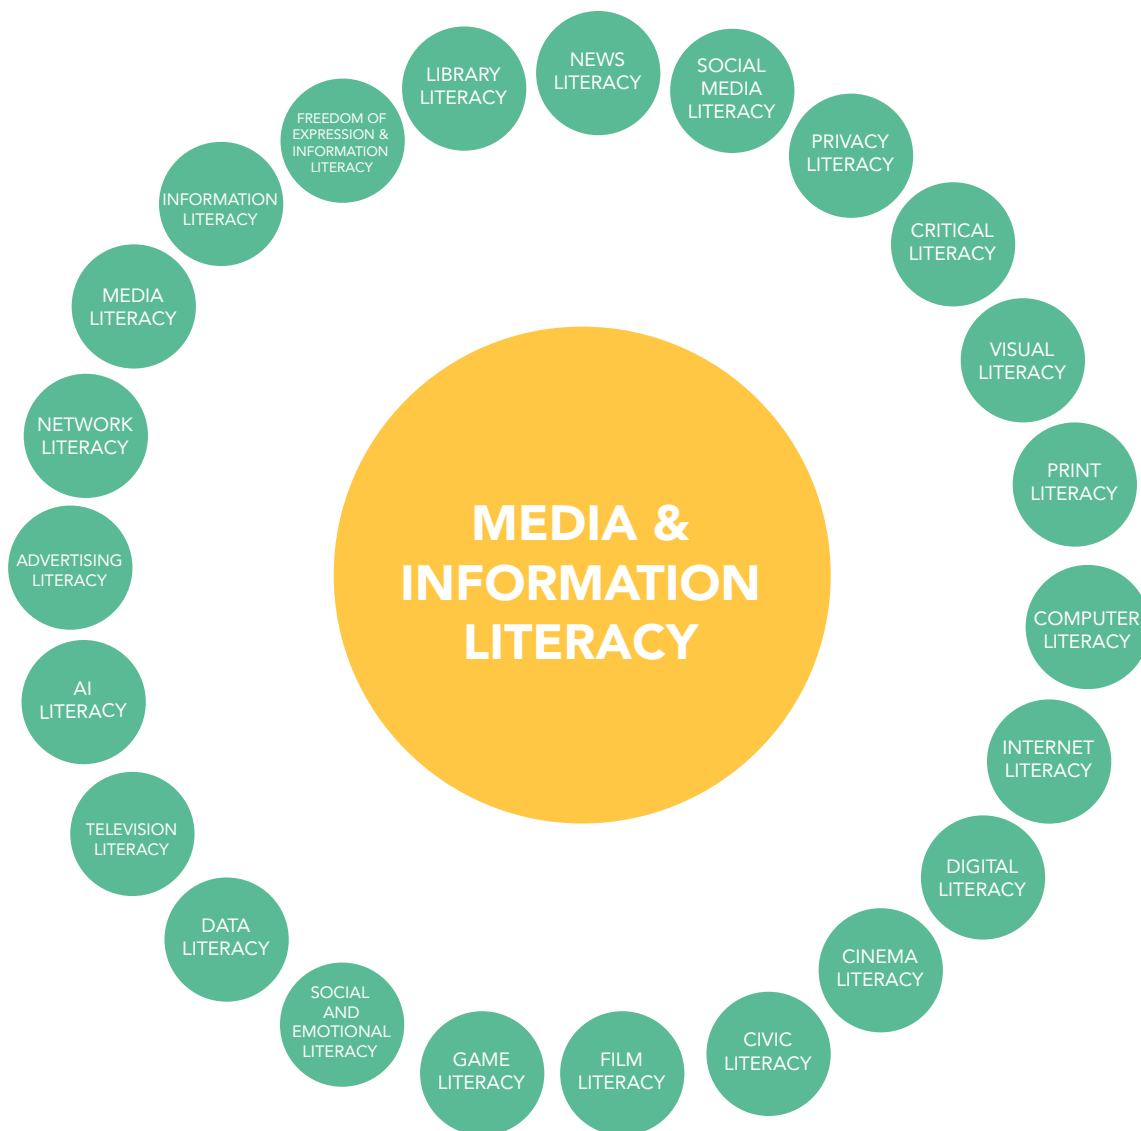 NEWS
LITERACY
SOCIAL
MEDIA
LITERACY
PRIVACY
LITERACY
CRITICAL
LITERACY
VISUAL
LITERACY
PRINT
LITERACY
COMPUTER
LITERACY
INTERNET
LITERACY
DIGITAL
LITERACY
CINEMA
LITERACY
CIVIC
LITERACY
FILM
LITERACY
GAME
LITERACY
SOCIAL
AND
EMOTIONAL
LITERACY
DATA
LITERACY
TELEVISION
LITERACY
AI
LITERACY
ADVERTISING
LITERACY
NETWORK
LITERACY
MEDIA
LITERACY
INFORMATION
LITERACY
FREEDOM OF
EXPRESSION &
INFORMATION
LITERACY
LIBRARY
LITERACY
MEDIA &
INFORMATION
LITERACY